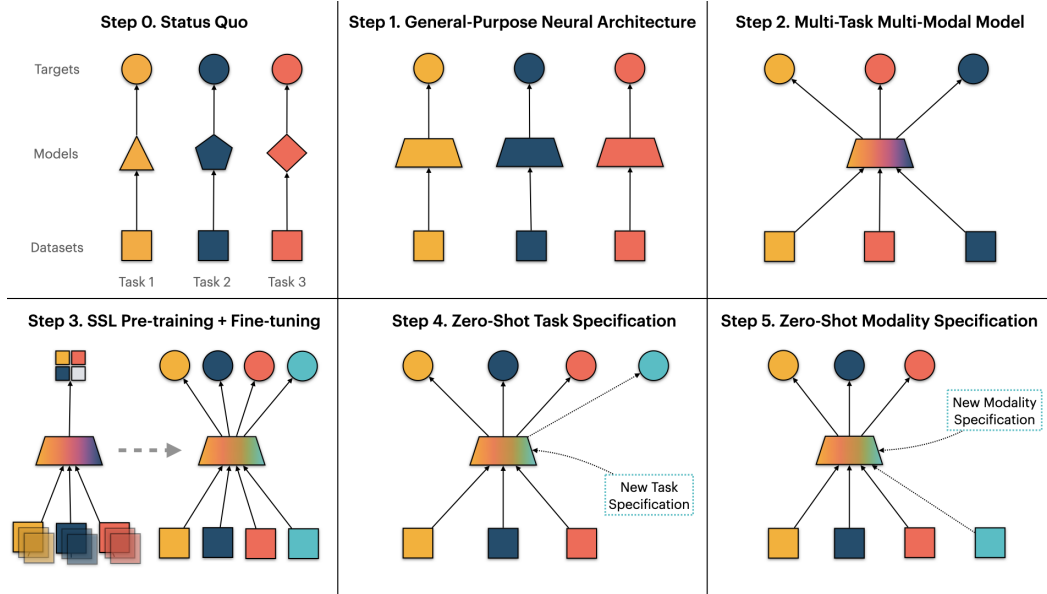 Step 0. Status Quo
Targets
Models
Datasets
Task 1
Task 2
Task 3
Step 1. General-Purpose Neural Architecture
Step 2. Multi-Task Multi-Modal Model
Step 3. SSL Pre-training + Fine-tuning
Step 4. Zero-Shot Task Specification
New Task
Specification
Step 5. Zero-Shot Modality Specification
New Modality
Specification